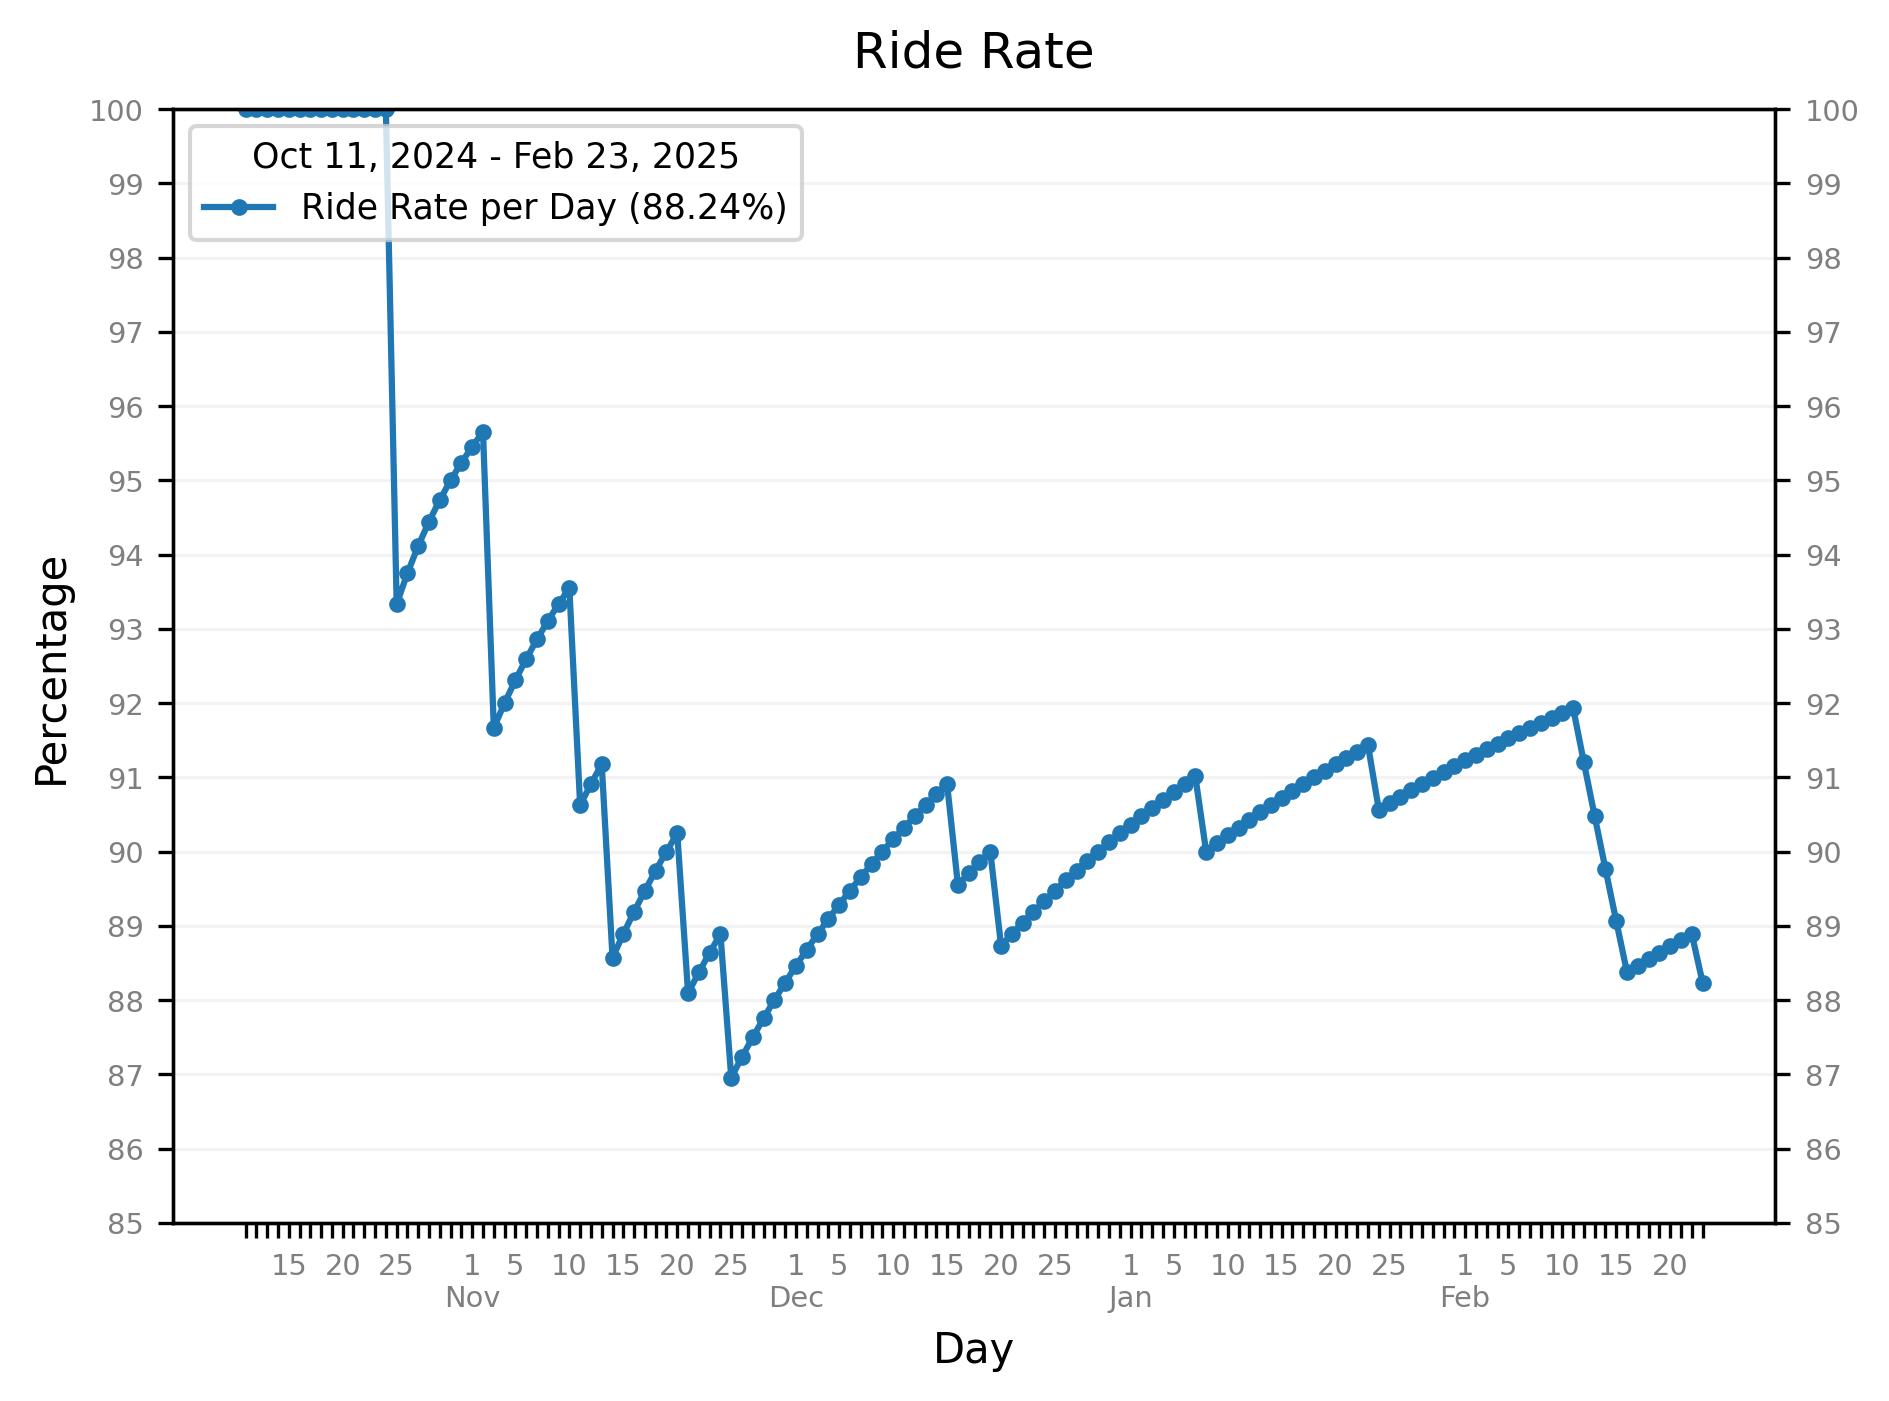 Ride Rate
Oct 11, 2024 - Feb 23, 2025
Ride Rate per Day (88.24%)
100 100
99 99
98 98
97 97
96 96
95 95
94 94
93 93
92 92
91 91
90 90
89 89
88 88
87 87
86 86
85 85
Percentage
15 20 25 1 5 10 15 20 25 1 5 10 15 20 25 1 5 10 15 20 25 1 5 10 15 20
Nov Dec Jan Feb
Day